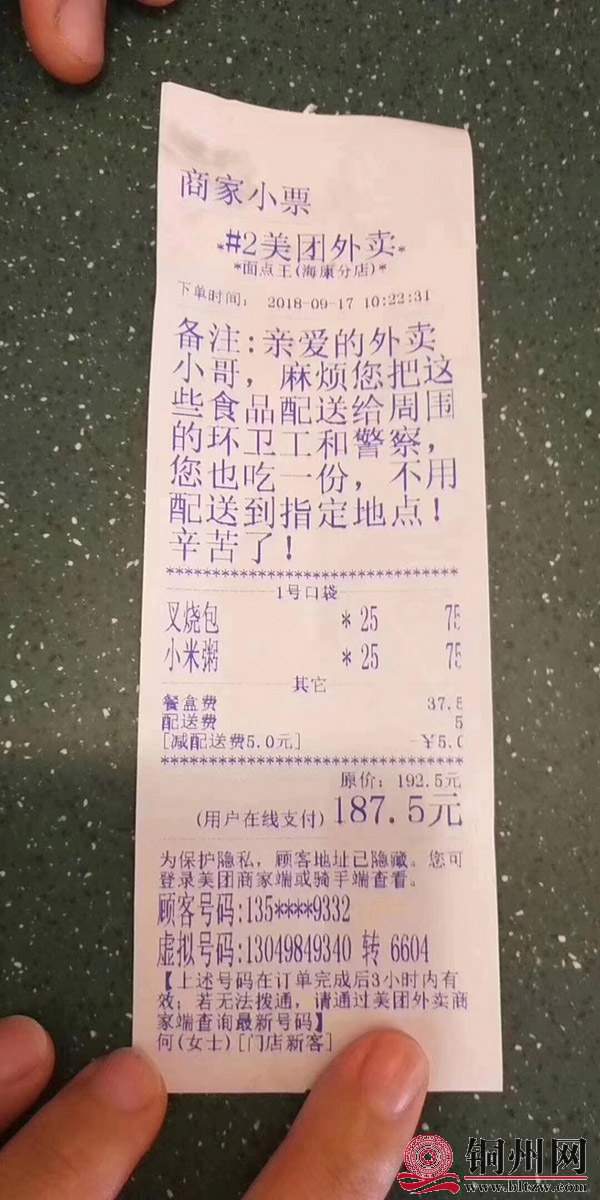 商家小票
*#2美团外卖*
*面点王(海康分店)*
下单时间: 2018-09-17 10:22:31
备注:亲爱的外卖
小哥，麻烦您把这
些食品配送给周围
的环卫工和警察，
您也吃一份，不用
配送到指定地点！
辛苦了！
********************************
1号口袋
叉烧包 * 25 75
小米粥 * 25 75
其它
餐盒费 37.5
配送费 5
[减配送费5.0元] -￥5.0
********************************
原价: 192.5元
(用户在线支付) 187.5元
为保护隐私，顾客地址已隐藏。您可
登录美团商家端或骑手端查看。
顾客号码:135****9332
虚拟号码:13049849340 转 6604
【上述号码在订单完成后3小时内有
效；若无法拨通，请通过美团外卖商
家端查询最新号码】
何(女士)[门店新客]
铜州网
www.bltzw.com